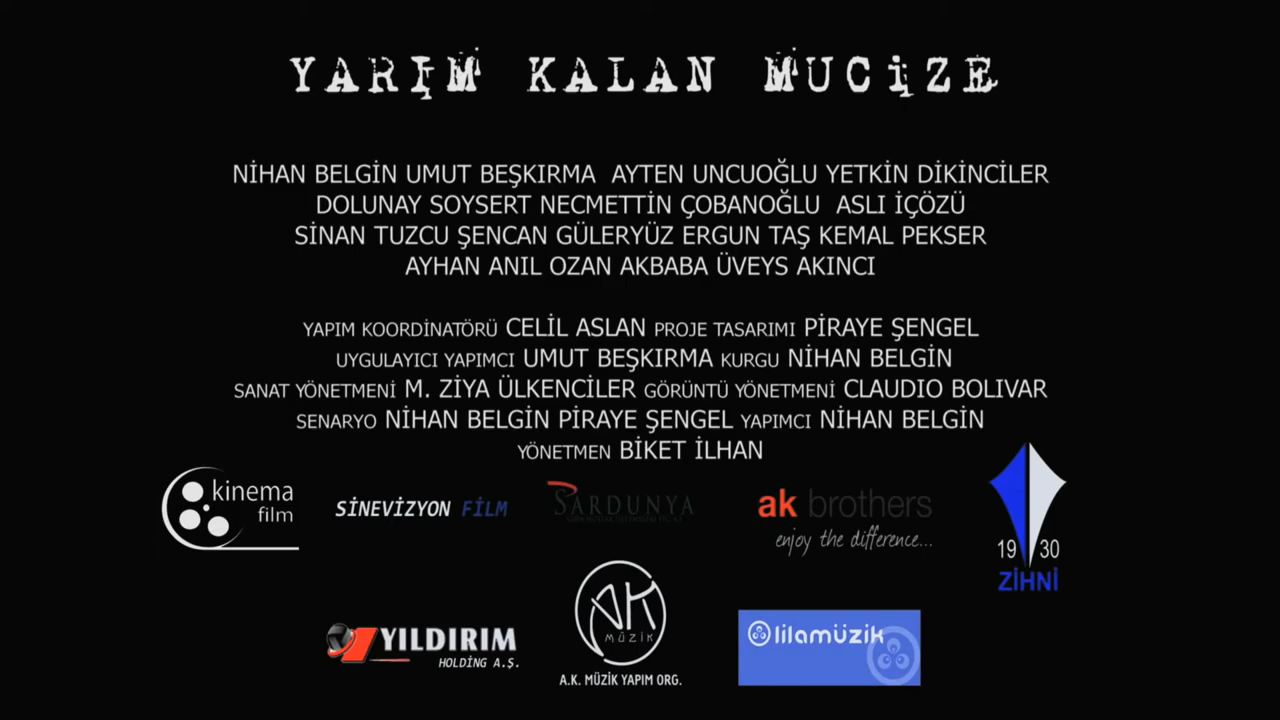 YARIM KALAN MUCiZE
NİHAN BELGİN UMUT BEŞKIRMA AYTEN UNCUOĞLU YETKİN DİKİNCİLER
DOLUNAY SOYSERT NECMETTİN ÇOBANOĞLU ASLI İÇÖZÜ
SİNAN TUZCU ŞENCAN GÜLERYÜZ ERGUN TAŞ KEMAL PEKSER
AYHAN ANIL OZAN AKBABA ÜVEYS AKINCI
YAPIM KOORDİNATÖRÜ CELİL ASLAN PROJE TASARIMI PİRAYE ŞENGEL
UYGULAYICI YAPIMCI UMUT BEŞKIRMA KURGU NİHAN BELGİN
SANAT YÖNETMENİ M. ZİYA ÜLKENCİLER GÖRÜNTÜ YÖNETMENİ CLAUDIO BOLIVAR
SENARYO NİHAN BELGİN PİRAYE ŞENGEL YAPIMCI NİHAN BELGİN
YÖNETMEN BİKET İLHAN
kinema
film
SİNEVİZYON FİLM
SARDUNYA
ak brothers
enjoy the difference...
19 30
ZİHNİ
YILDIRIM
HOLDİNG A.Ş.
AK
MÜZİK
A.K. MÜZİK YAPIM ORG.
lilamüzik